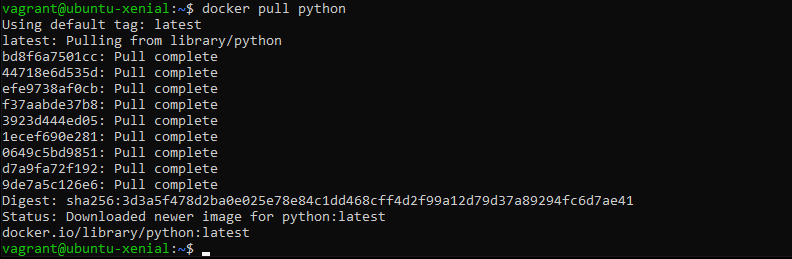 vagrant@ubuntu-xenial:~$ docker pull python
Using default tag: latest
latest: Pulling from library/python
bd8f6a7501cc: Pull complete
44718e6d535d: Pull complete
efe9738af0cb: Pull complete
f37aabde37b8: Pull complete
3923d444ed05: Pull complete
1ecef690e281: Pull complete
0649c5bd9851: Pull complete
d7a9fa72f192: Pull complete
9de7a5c126e6: Pull complete
Digest: sha256:3d3a5f478d2ba0e025e78e84c1dd468cff4d2f99a12d79d37a89294fc6d7ae41
Status: Downloaded newer image for python:latest
docker.io/library/python:latest
vagrant@ubuntu-xenial:~$